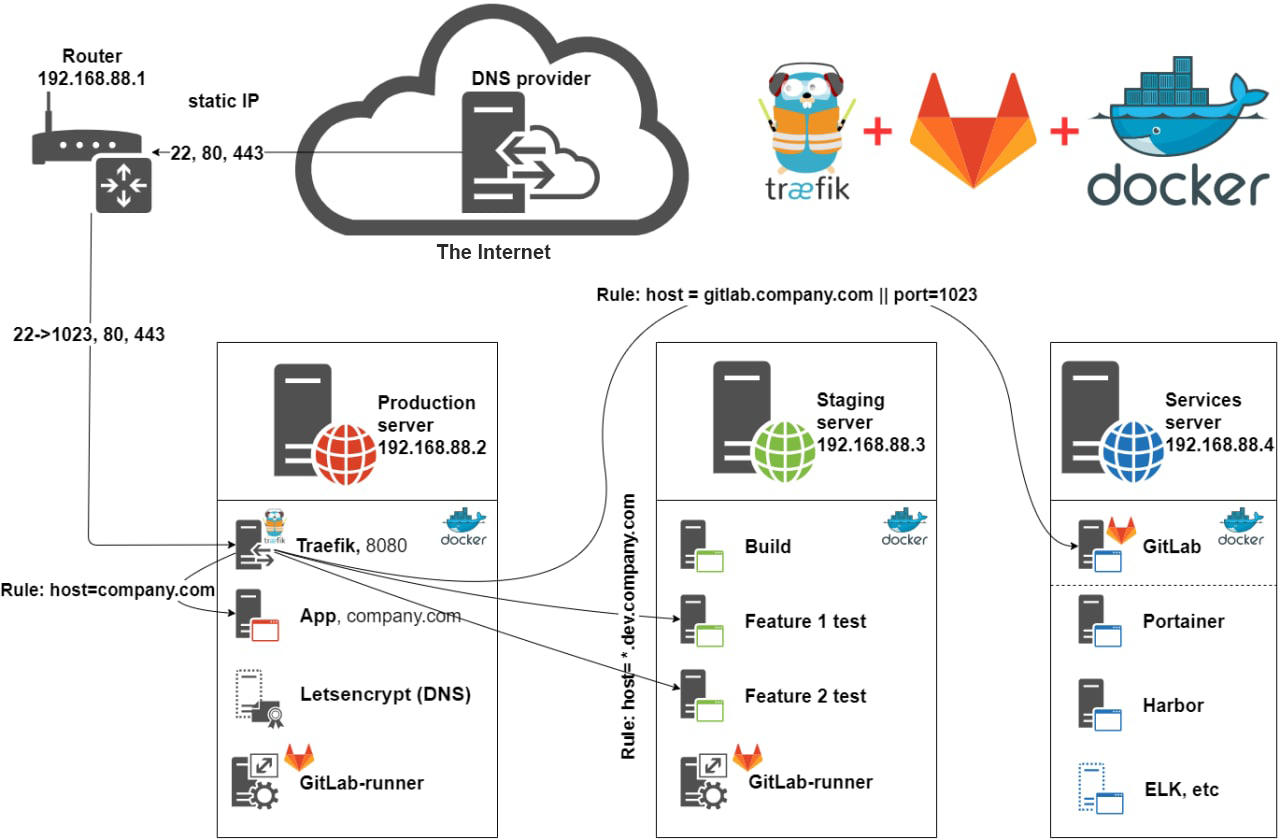 Router
192.168.88.1
static IP
22, 80, 443
DNS provider
The Internet
træfik
+
+
docker
22->1023, 80, 443
Rule: host = gitlab.company.com || port=1023
Production
server
192.168.88.2
træfik
docker
Traefik, 8080
Rule: host=company.com
App, company.com
Letsencrypt (DNS)
GitLab-runner
Rule: host= *.dev.company.com
Staging
server
192.168.88.3
docker
Build
Feature 1 test
Feature 2 test
GitLab-runner
Services
server
192.168.88.4
docker
GitLab
Portainer
Harbor
ELK, etc